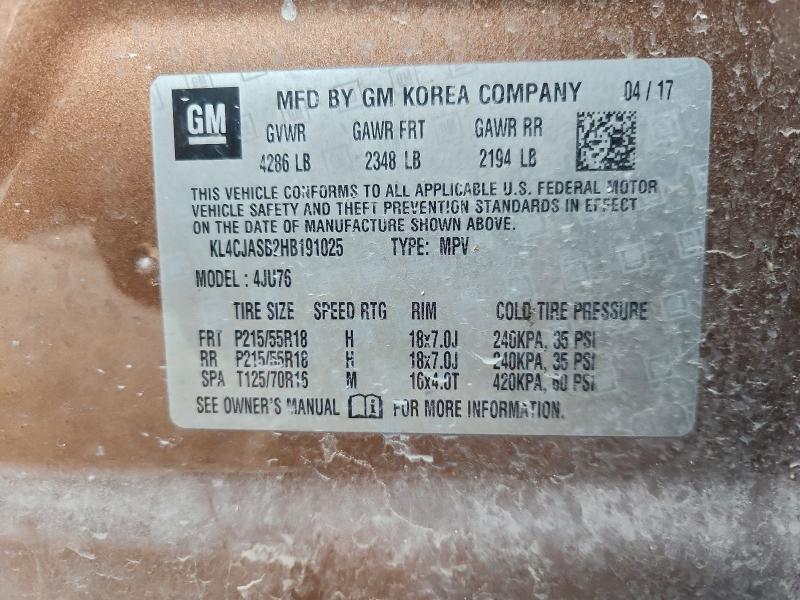 GM MFD BY GM KOREA COMPANY 04 / 17
GVWR GAWR FRT GAWR RR
4286 LB 2348 LB 2194 LB
THIS VEHICLE CONFORMS TO ALL APPLICABLE U.S. FEDERAL MOTOR
VEHICLE SAFETY AND THEFT PREVENTION STANDARDS IN EFFECT
ON THE DATE OF MANUFACTURE SHOWN ABOVE.
KL4CJASB2HB191025 TYPE: MPV
MODEL: 4JU76
TIRE SIZE SPEED RTG RIM COLD TIRE PRESSURE
FRT P215/55R18 H 18x7.0J 240KPA, 35 PSI
RR P215/55R18 H 18x7.0J 240KPA, 35 PSI
SPA T125/70R16 M 16x4.0T 420KPA, 60 PSI
SEE OWNER'S MANUAL FOR MORE INFORMATION.